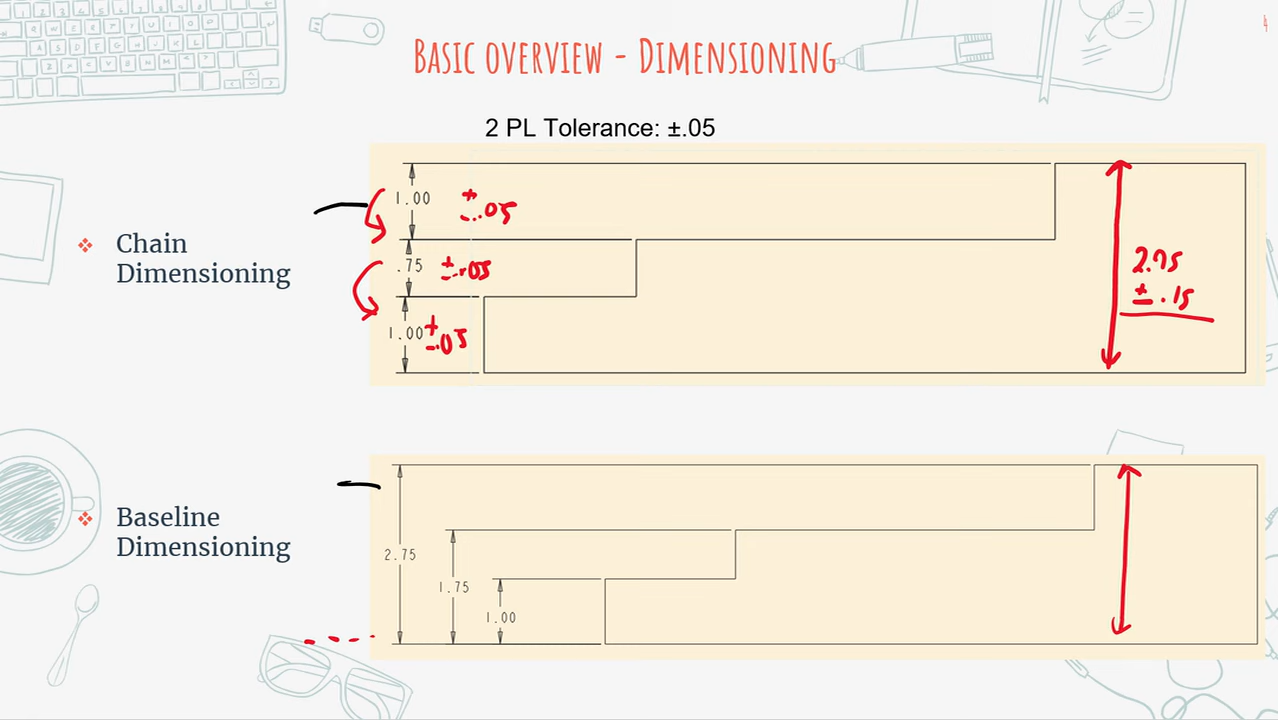 4
BASIC OVERVIEW - DIMENSIONING
2 PL Tolerance: ±.05
Chain
Dimensioning
1.00 ±.05
.75 ±.05
1.00 ±.05
2.75
±.15
Baseline
Dimensioning
2.75
1.75
1.00